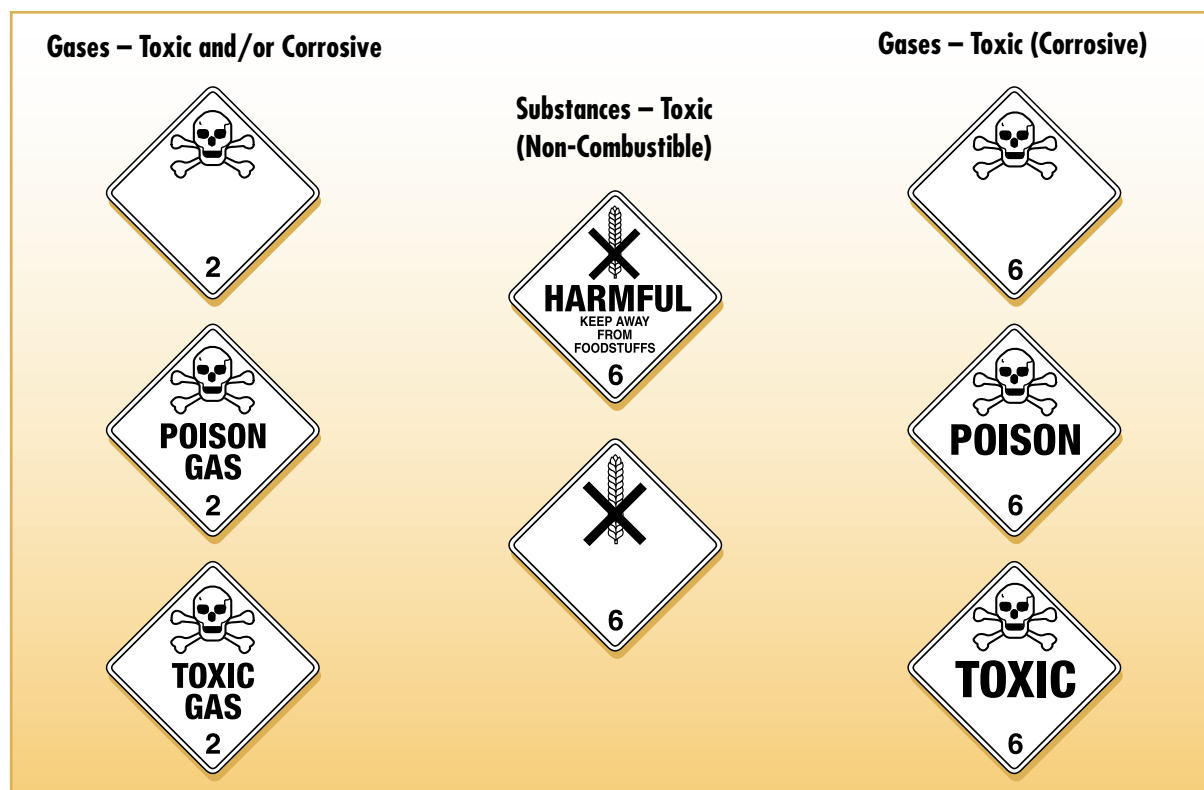 Gases – Toxic and/or Corrosive
2
POISON
GAS
2
TOXIC
GAS
2
Substances – Toxic
(Non-Combustible)
HARMFUL
KEEP AWAY
FROM
FOODSTUFFS
6
6
Gases – Toxic (Corrosive)
6
POISON
6
TOXIC
6